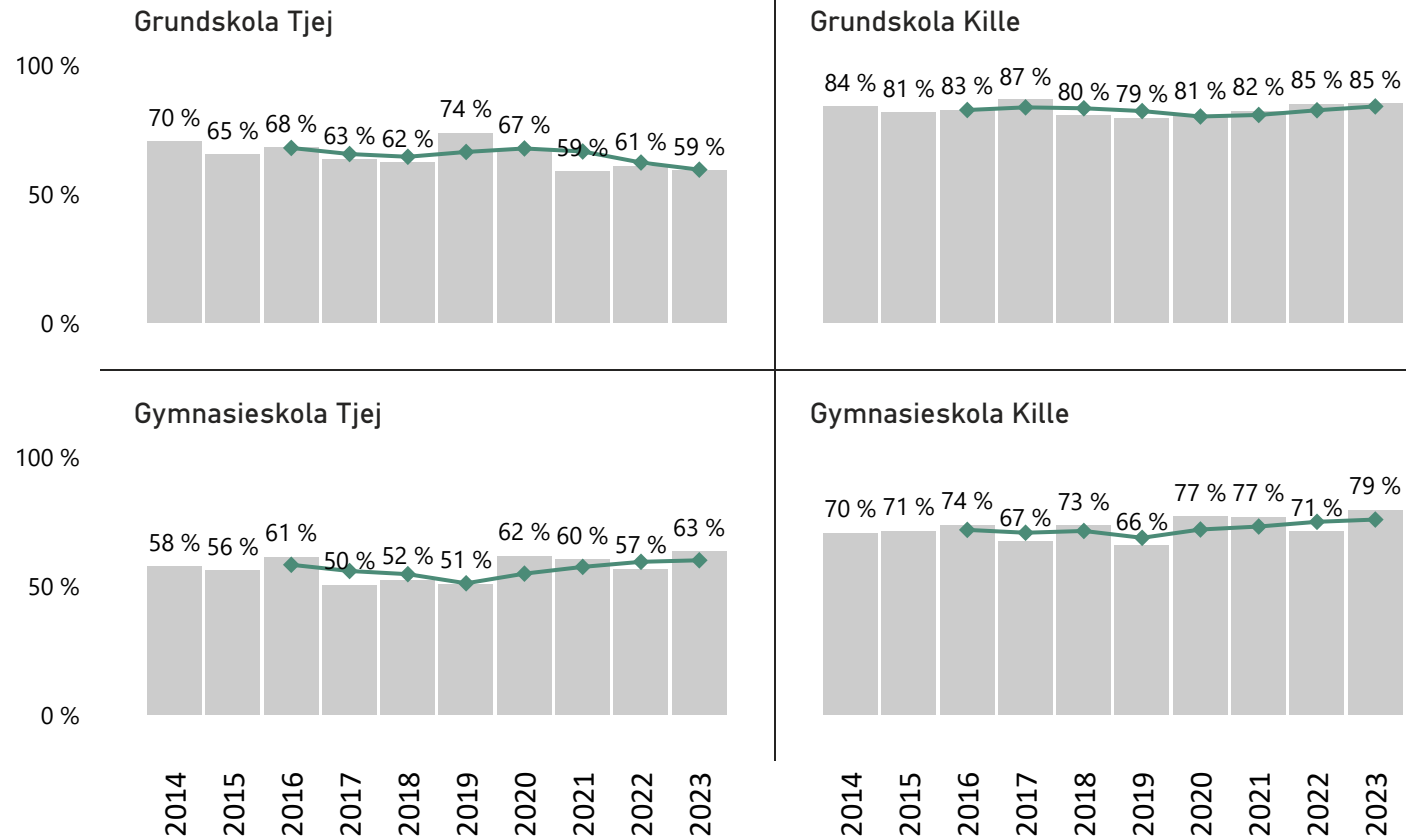 Grundskola Tjej
100 %
50 %
0 %
70 % 65 % 68 % 63 % 62 % 74 % 67 % 59 % 61 % 59 %
Grundskola Kille
84 % 81 % 83 % 87 % 80 % 79 % 81 % 82 % 85 % 85 %
Gymnasieskola Tjej
100 %
50 %
0 %
58 % 56 % 61 % 50 % 52 % 51 % 62 % 60 % 57 % 63 %
Gymnasieskola Kille
70 % 71 % 74 % 67 % 73 % 66 % 77 % 77 % 71 % 79 %
2014 2015 2016 2017 2018 2019 2020 2021 2022 2023
2014 2015 2016 2017 2018 2019 2020 2021 2022 2023